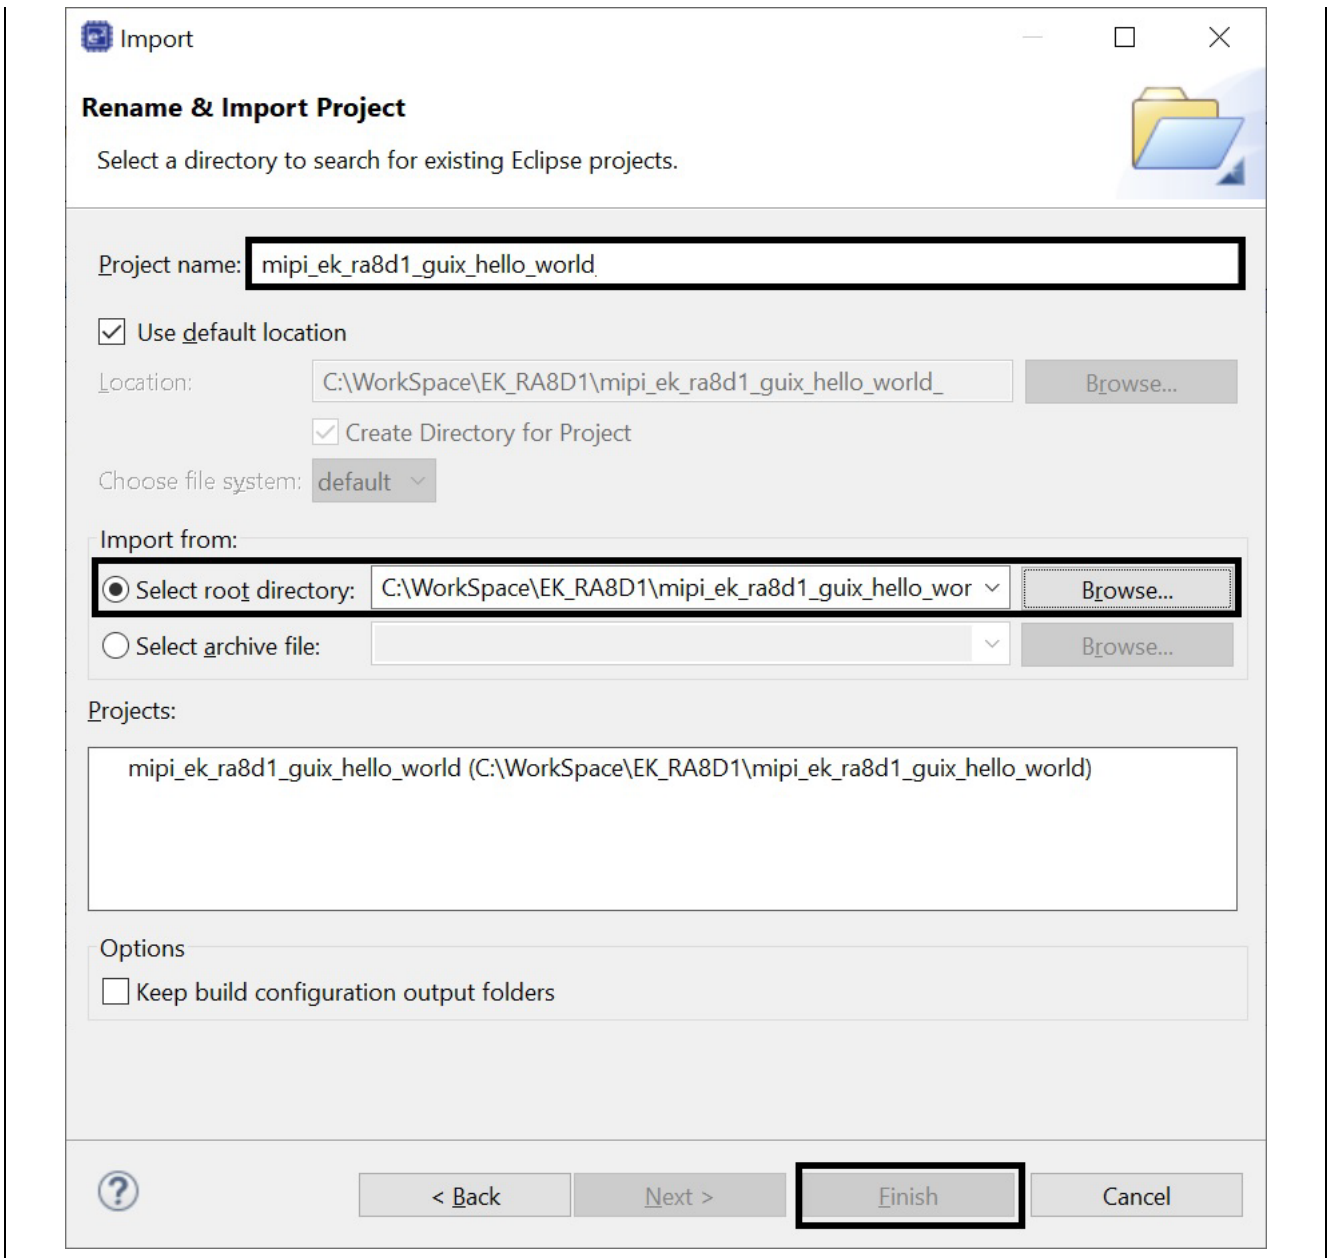 Import
Rename & Import Project
Select a directory to search for existing Eclipse projects.
Project name: mipi_ek_ra8d1_guix_hello_world
Use default location
Location: C:\WorkSpace\EK_RA8D1\mipi_ek_ra8d1_guix_hello_world_ Browse...
Create Directory for Project
Choose file system: default
Import from:
Select root directory: C:\WorkSpace\EK_RA8D1\mipi_ek_ra8d1_guix_hello_wor Browse...
Select archive file: Browse...
Projects:
mipi_ek_ra8d1_guix_hello_world (C:\WorkSpace\EK_RA8D1\mipi_ek_ra8d1_guix_hello_world)
Options
Keep build configuration output folders
? < Back Next > Finish Cancel